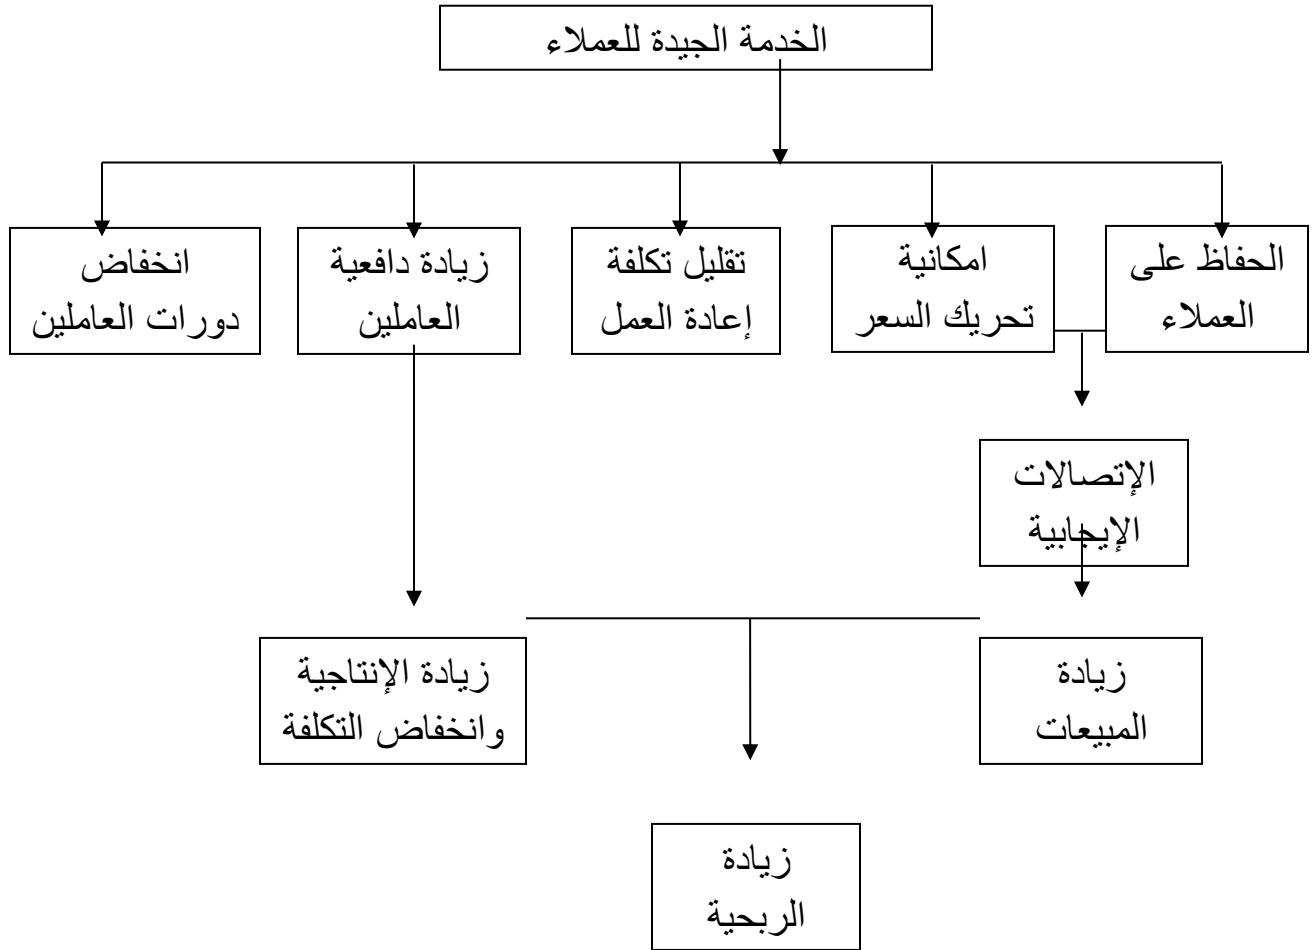 الخدمة الجيدة للعملاء
الحفاظ على
العملاء
امكانية
تحريك السعر
تقليل تكلفة
إعادة العمل
زيادة دافعية
العاملين
انخفاض
دورات العاملين
الإتصالات
الإيجابية
زيادة
المبيعات
زيادة الإنتاجية
وانخفاض التكلفة
زيادة
الربحية